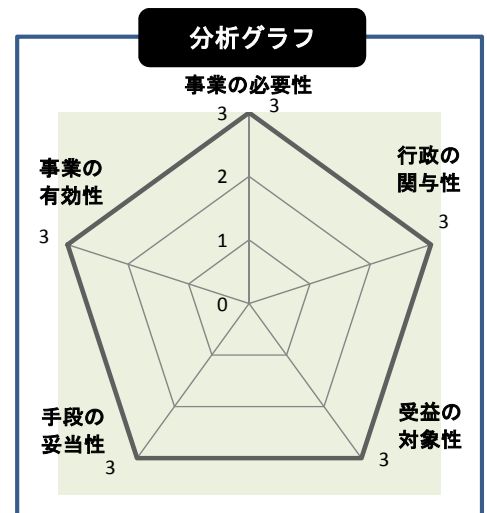 分析グラフ
事業の必要性
3
3
行政の
関与性
3
受益の
対象性
3
手段の
妥当性
3
事業の
有効性
3
2
1
0